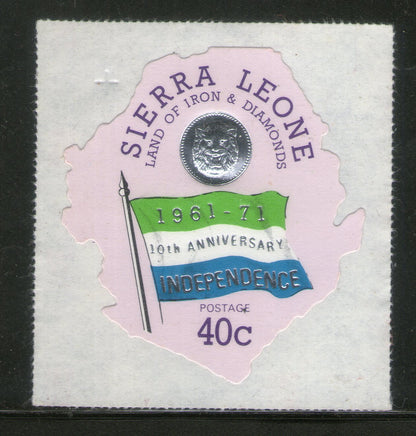 SIERRA LEONE
LAND OF IRON & DIAMONDS
1961-71
10th ANNIVERSARY
INDEPENDENCE
POSTAGE
40c